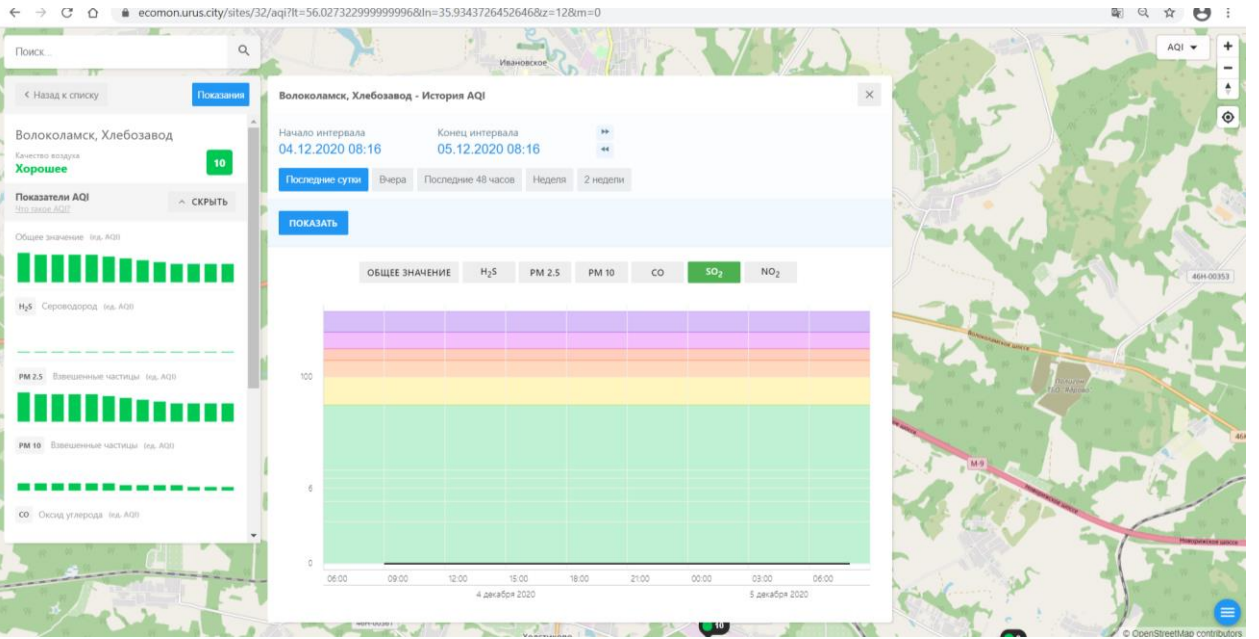 ecomon.urus.city/sites/32/aqi?lt=56.027322999999996&ln=35.9343726452646&z=12&m=0
Поиск...
Ивановское
AQI
Назад к списку
Показания
Волоколамск, Хлебозавод - История AQI
Волоколамск, Хлебозавод
Качество воздуха
Хорошее
10
Начало интервала
Конец интервала
04.12.2020 08:16
05.12.2020 08:16
Последние сутки
Вчера
Последние 48 часов
Неделя
2 недели
Показатели AQI
Что такое AQI?
СКРЫТЬ
ПОКАЗАТЬ
Общее значение (ед. AQI)
ОБЩЕЕ ЗНАЧЕНИЕ
H₂S
PM 2.5
PM 10
CO
SO₂
NO₂
H₂S Сероводород (ед. AQI)
PM 2.5 Взвешенные частицы (ед. AQI)
PM 10 Взвешенные частицы (ед. AQI)
CO Оксид углерода (ед. AQI)
100
6
0
06:00
09:00
12:00
15:00
18:00
21:00
00:00
03:00
06:00
4 декабря 2020
5 декабря 2020
46H-00353
Волоколамское шоссе
М-9
Новорижское шоссе
Новорижское шоссе
10
© OpenStreetMap contributors